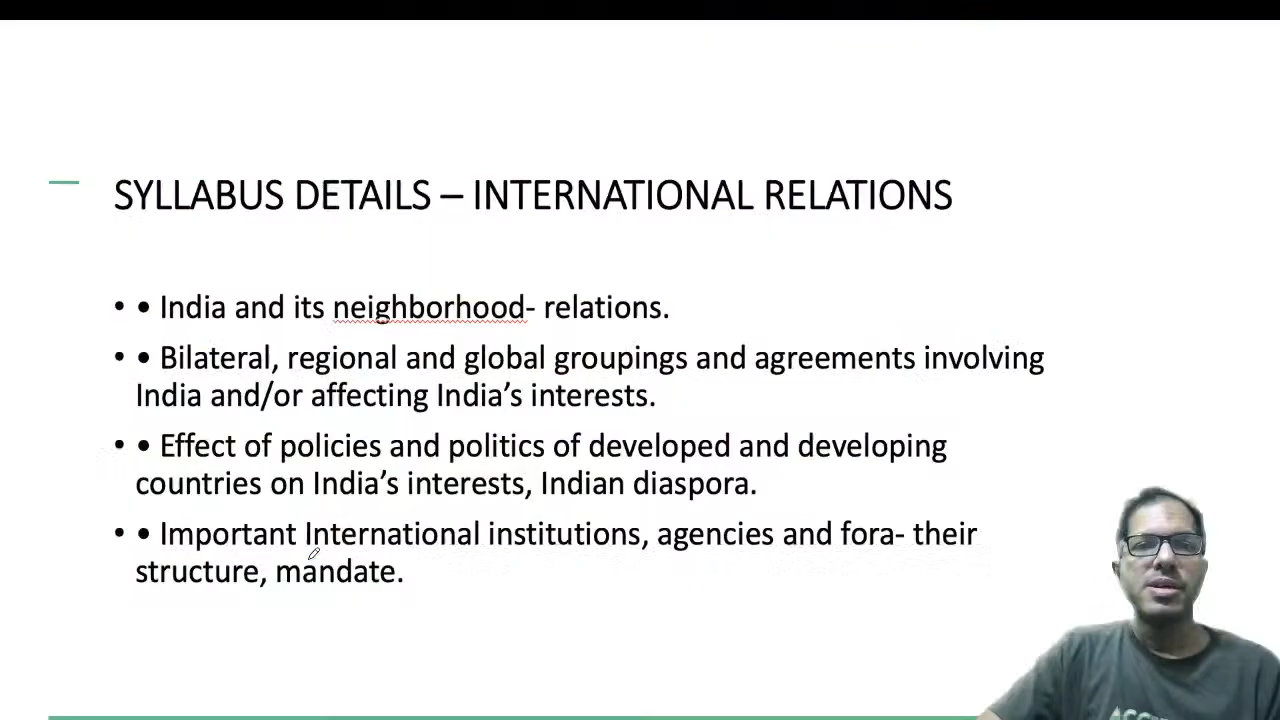 SYLLABUS DETAILS – INTERNATIONAL RELATIONS
• • India and its neighborhood- relations.
• • Bilateral, regional and global groupings and agreements involving
India and/or affecting India’s interests.
• • Effect of policies and politics of developed and developing
countries on India’s interests, Indian diaspora.
• • Important International institutions, agencies and fora- their
structure, mandate.